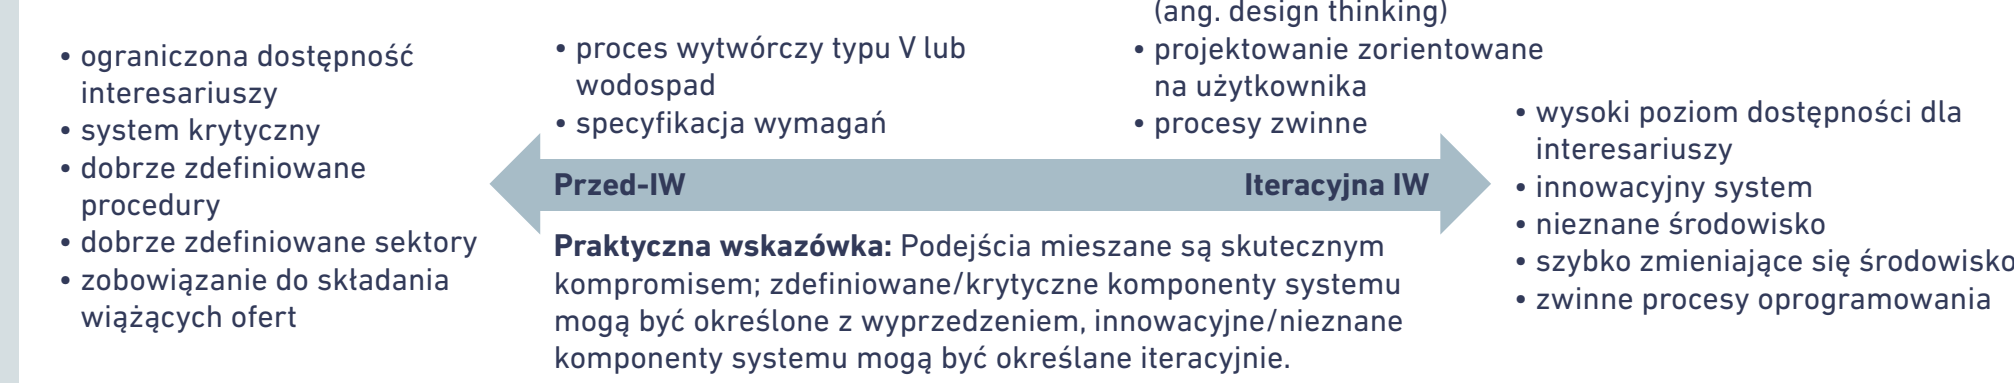 • ograniczona dostępność
interesariuszy
• system krytyczny
• dobrze zdefiniowane
procedury
• dobrze zdefiniowane sektory
• zobowiązanie do składania
wiążących ofert
• proces wytwórczy typu V lub
wodospad
• specyfikacja wymagań
(ang. design thinking)
• projektowanie zorientowane
na użytkownika
• procesy zwinne
Przed-IW
Iteracyjna IW
Praktyczna wskazówka: Podejścia mieszane są skutecznym
kompromisem; zdefiniowane/krytyczne komponenty systemu
mogą być określone z wyprzedzeniem, innowacyjne/nieznane
komponenty systemu mogą być określane iteracyjnie.
• wysoki poziom dostępności dla
interesariuszy
• innowacyjny system
• nieznane środowisko
• szybko zmieniające się środowisko
• zwinne procesy oprogramowania